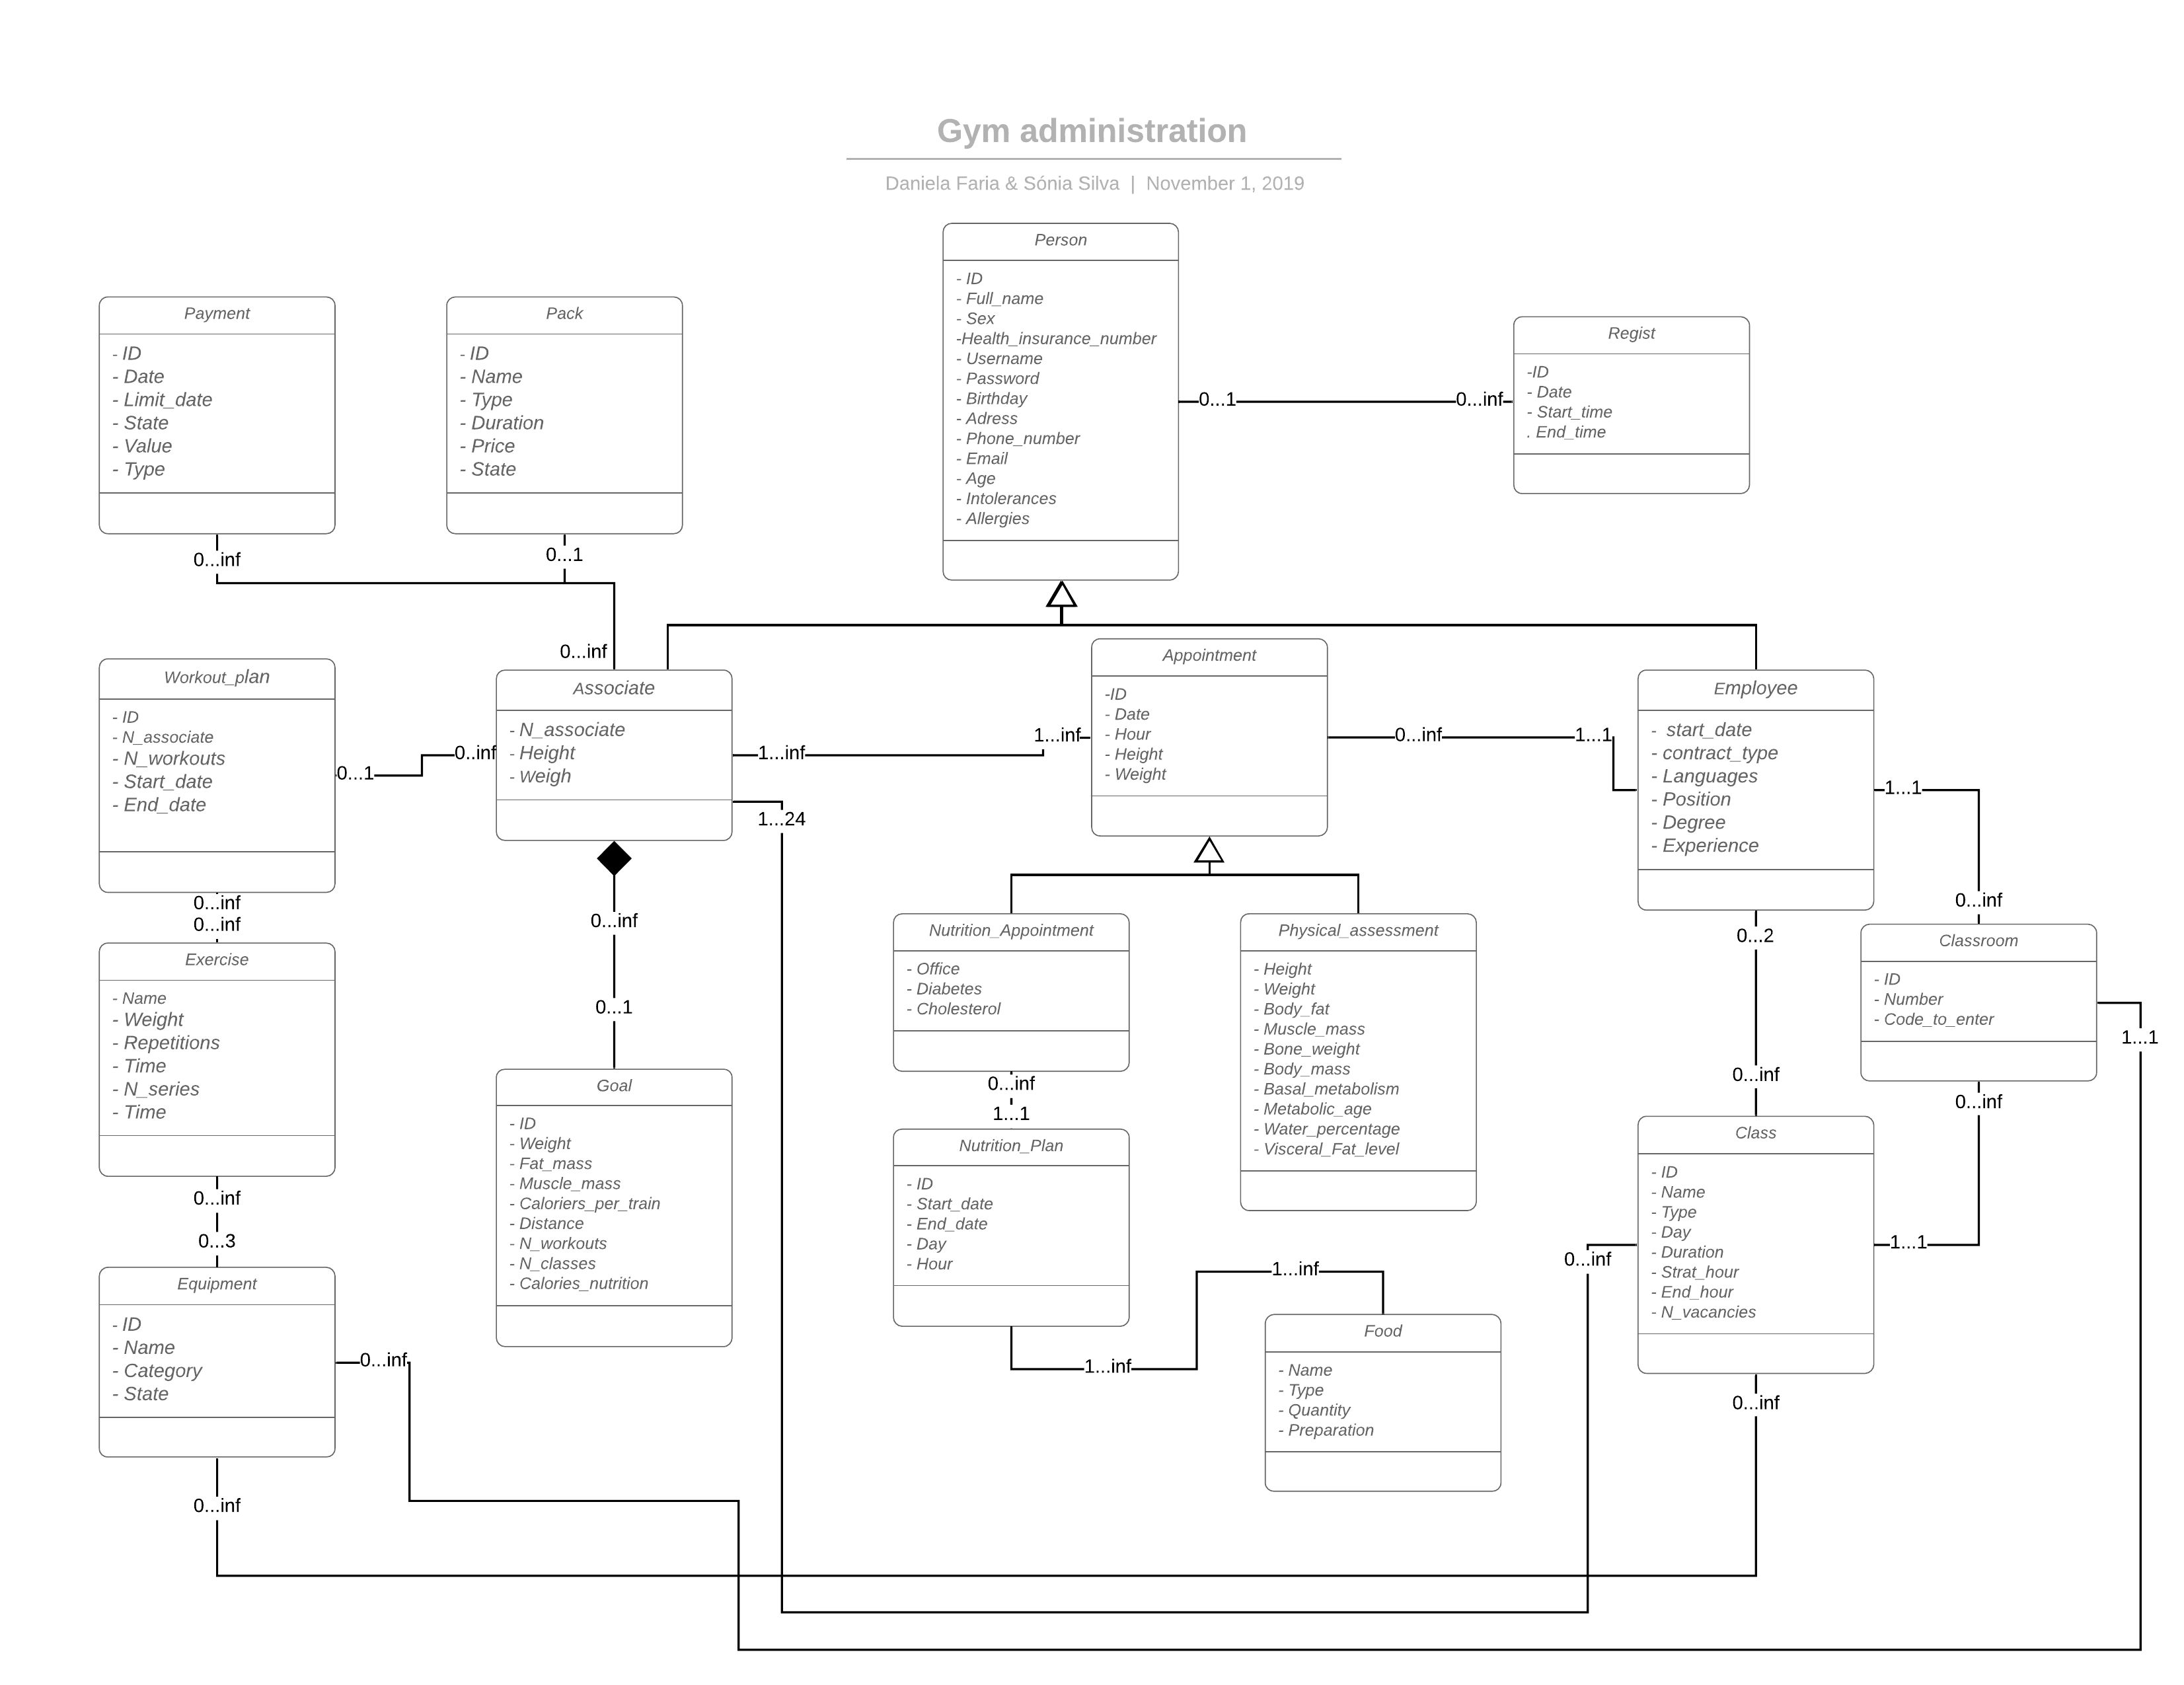 Gym administration
Daniela Faria & Sónia Silva | November 1, 2019
Person
- ID
- Full_name
- Sex
-Health_insurance_number
- Username
- Password
- Birthday
- Adress
- Phone_number
- Email
- Age
- Intolerances
- Allergies
Payment
- ID
- Date
- Limit_date
- State
- Value
- Type
Pack
- ID
- Name
- Type
- Duration
- Price
- State
Regist
-ID
- Date
- Start_time
. End_time
0...1
0...inf
0...inf
0...1
0...inf
Workout_plan
- ID
- N_associate
- N_workouts
- Start_date
- End_date
0...1
0..inf
Associate
- N_associate
- Height
- Weigh
1...inf
1...inf
1...24
Appointment
-ID
- Date
- Hour
- Height
- Weight
0...inf
1...1
Employee
- start_date
- contract_type
- Languages
- Position
- Degree
- Experience
1...1
0...inf
0...2
0...inf
0...inf
0...inf
Exercise
- Name
- Weight
- Repetitions
- Time
- N_series
- Time
0...inf
0...3
0...inf
0...1
Goal
- ID
- Weight
- Fat_mass
- Muscle_mass
- Caloriers_per_train
- Distance
- N_workouts
- N_classes
- Calories_nutrition
Nutrition_Appointment
- Office
- Diabetes
- Cholesterol
0...inf
1...1
Physical_assessment
- Height
- Weight
- Body_fat
- Muscle_mass
- Bone_weight
- Body_mass
- Basal_metabolism
- Metabolic_age
- Water_percentage
- Visceral_Fat_level
Classroom
- ID
- Number
- Code_to_enter
1...1
0...inf
Nutrition_Plan
- ID
- Start_date
- End_date
- Day
- Hour
1...inf
1...inf
Food
- Name
- Type
- Quantity
- Preparation
Class
- ID
- Name
- Type
- Day
- Duration
- Strat_hour
- End_hour
- N_vacancies
0...inf
1...1
0...inf
Equipment
- ID
- Name
- Category
- State
0...inf
0...inf